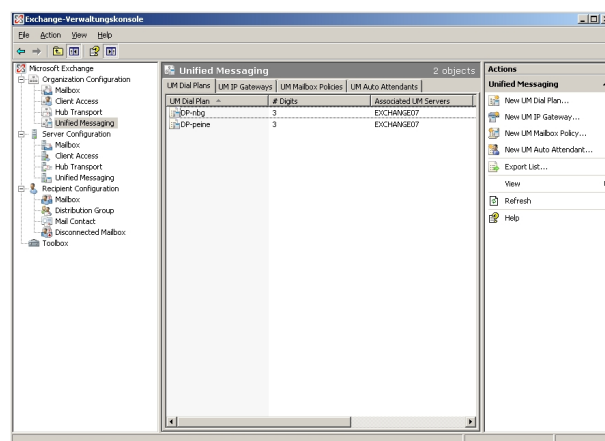 Exchange-Verwaltungskonsole
File Action View Help
Microsoft Exchange
Organization Configuration
Mailbox
Client Access
Hub Transport
Unified Messaging
Server Configuration
Mailbox
Client Access
Hub Transport
Unified Messaging
Recipient Configuration
Mailbox
Distribution Group
Mail Contact
Disconnected Mailbox
Toolbox
Unified Messaging 2 objects
UM Dial Plans UM IP Gateways UM Mailbox Policies UM Auto Attendants
UM Dial Plan # Digits Associated UM Servers
DP-nbg 3 EXCHANGE07
DP-peine 3 EXCHANGE07
Actions
Unified Messaging
New UM Dial Plan...
New UM IP Gateway...
New UM Mailbox Policy...
New UM Auto Attendant...
Export List...
View
Refresh
Help